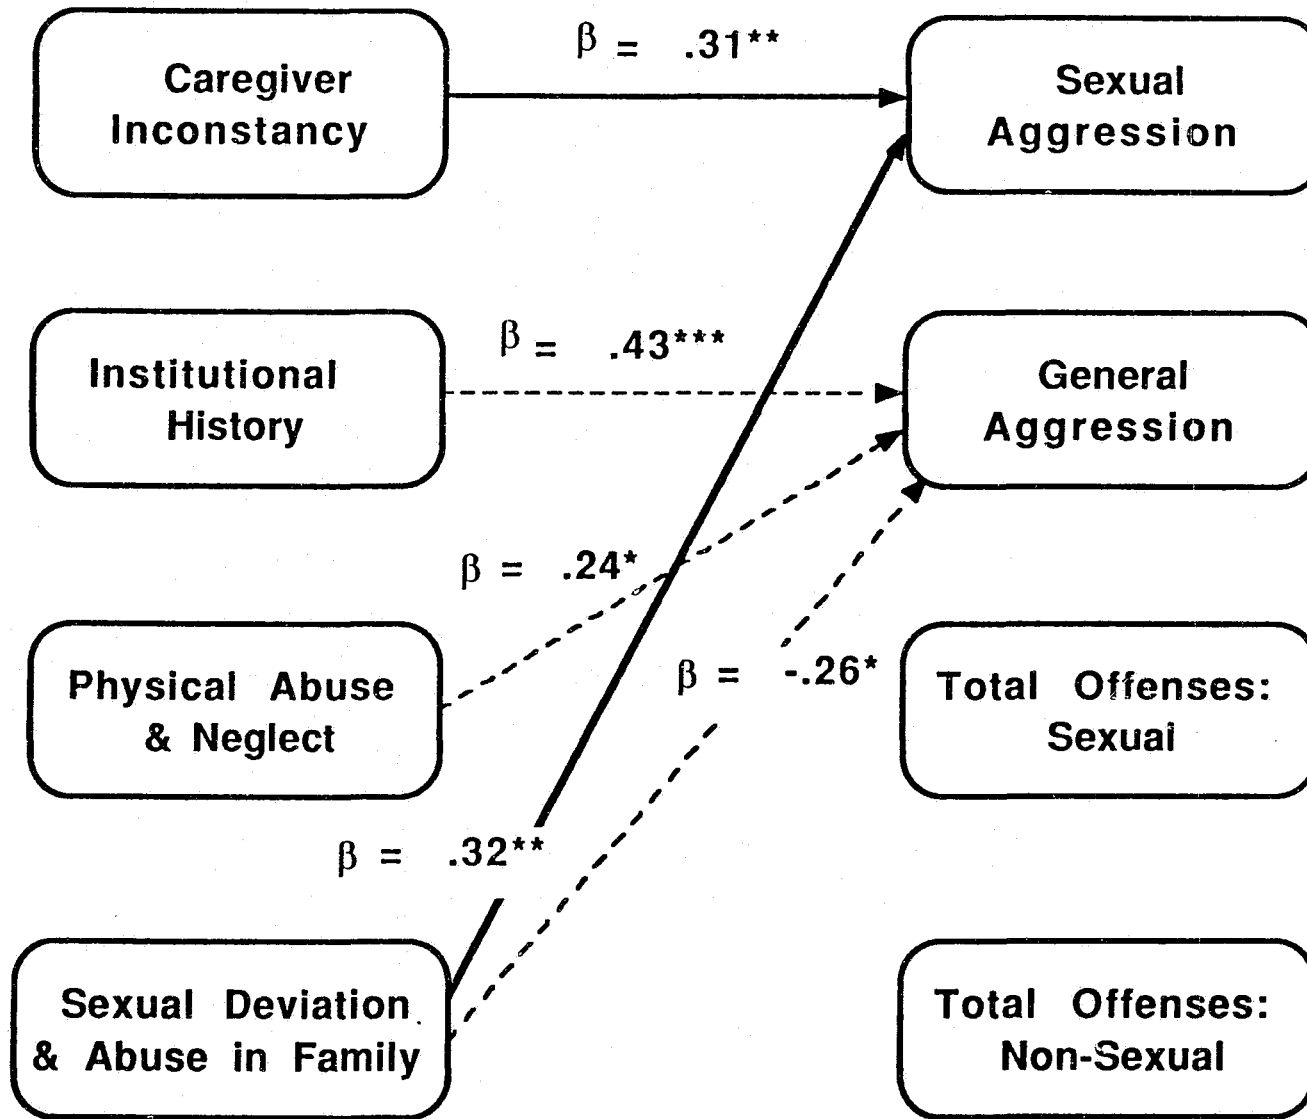 Caregiver
Inconstancy
β = .31**
Sexual
Aggression
Institutional
History
β = .43***
General
Aggression
β = .24*
Physical Abuse
& Neglect
β = -.26*
Total Offenses:
Sexual
β = .32**
Sexual Deviation
& Abuse in Family
Total Offenses:
Non-Sexual